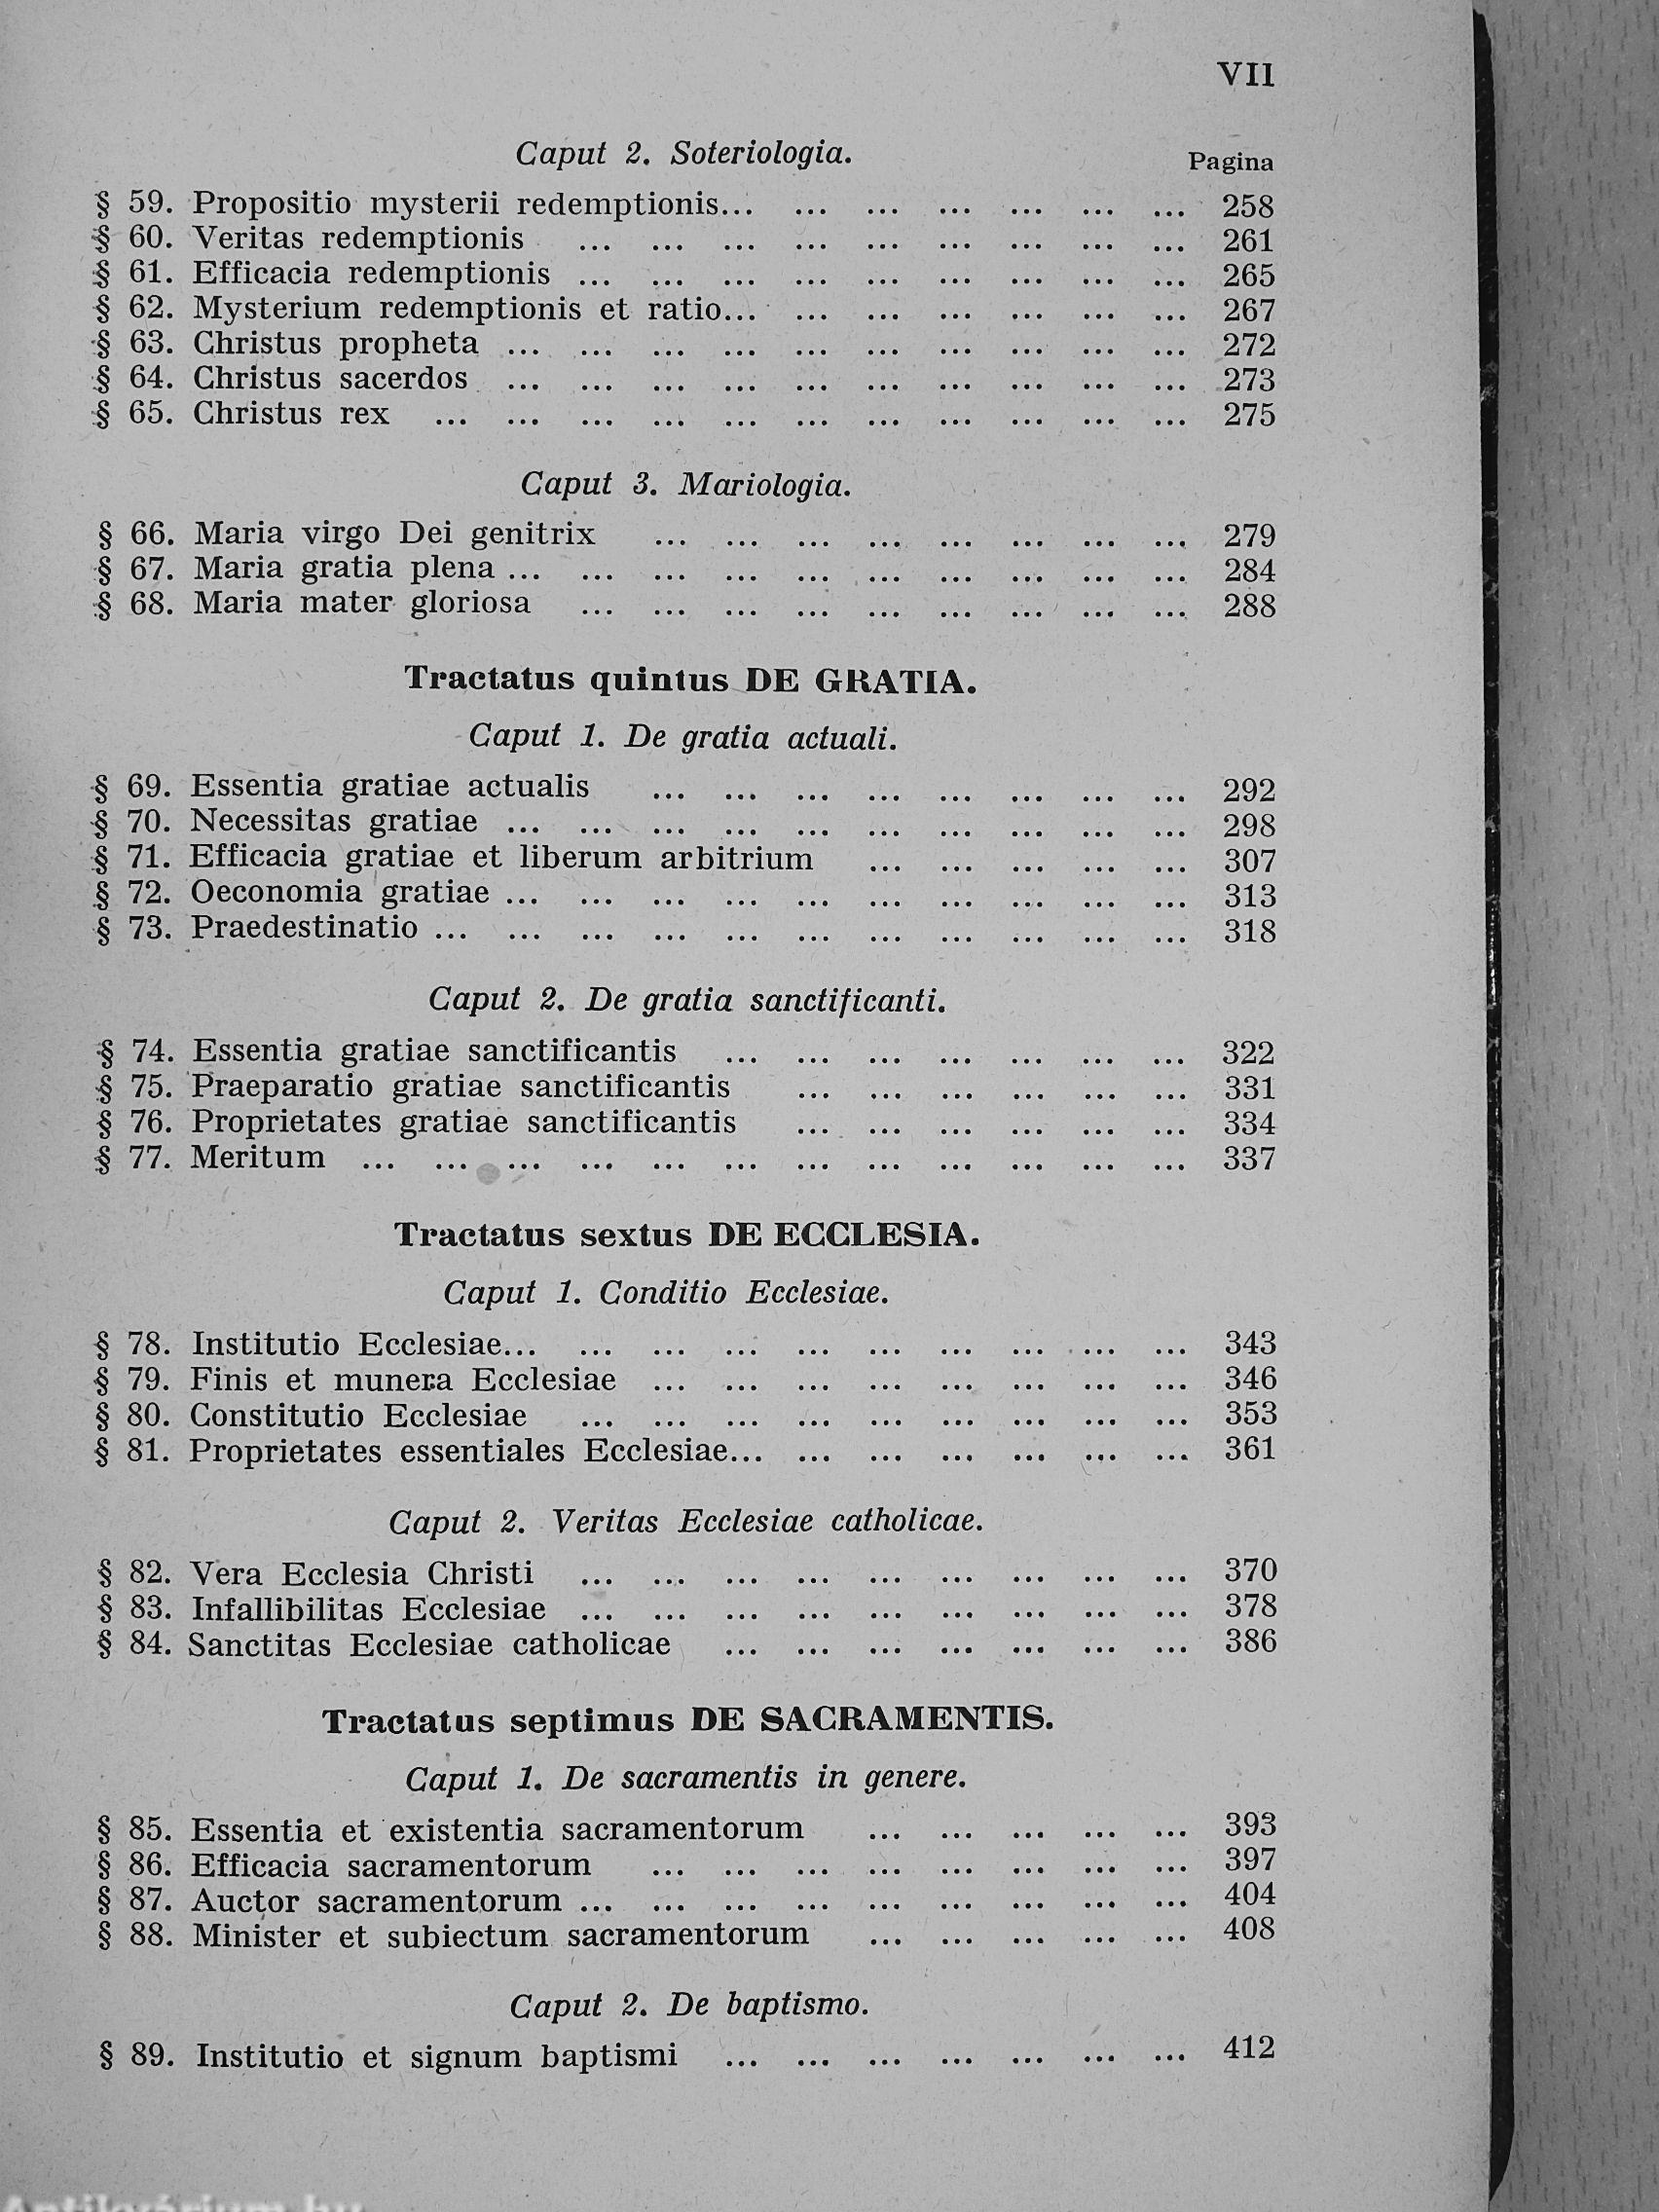 VII
Caput 2. Soteriologia.
Pagina
§ 59. Propositio mysterii redemptionis... ... ... ... ... ... ... 258
§ 60. Veritas redemptionis ... ... ... ... ... ... ... ... ... 261
§ 61. Efficacia redemptionis ... ... ... ... ... ... ... ... ... 265
§ 62. Mysterium redemptionis et ratio... ... ... ... ... ... ... 267
§ 63. Christus propheta ... ... ... ... ... ... ... ... ... ... 272
§ 64. Christus sacerdos ... ... ... ... ... ... ... ... ... ... 273
§ 65. Christus rex ... ... ... ... ... ... ... ... ... ... ... 275
Caput 3. Mariologia.
§ 66. Maria virgo Dei genitrix ... ... ... ... ... ... ... ... 279
§ 67. Maria gratia plena ... ... ... ... ... ... ... ... ... ... 284
§ 68. Maria mater gloriosa ... ... ... ... ... ... ... ... ... 288
Tractatus quintus DE GRATIA.
Caput 1. De gratia actuali.
§ 69. Essentia gratiae actualis ... ... ... ... ... ... ... ... 292
§ 70. Necessitas gratiae ... ... ... ... ... ... ... ... ... ... 298
§ 71. Efficacia gratiae et liberum arbitrium ... ... ... ... ... 307
§ 72. Oeconomia gratiae ... ... ... ... ... ... ... ... ... ... 313
§ 73. Praedestinatio ... ... ... ... ... ... ... ... ... ... ... 318
Caput 2. De gratia sanctificanti.
§ 74. Essentia gratiae sanctificantis ... ... ... ... ... ... ... 322
§ 75. Praeparatio gratiae sanctificantis ... ... ... ... ... ... 331
§ 76. Proprietates gratiae sanctificantis ... ... ... ... ... ... 334
§ 77. Meritum ... ... ... ... ... ... ... ... ... ... ... ... 337
Tractatus sextus DE ECCLESIA.
Caput 1. Conditio Ecclesiae.
§ 78. Institutio Ecclesiae... ... ... ... ... ... ... ... ... ... 343
§ 79. Finis et munera Ecclesiae ... ... ... ... ... ... ... ... 346
§ 80. Constitutio Ecclesiae ... ... ... ... ... ... ... ... ... 353
§ 81. Proprietates essentiales Ecclesiae... ... ... ... ... ... ... 361
Caput 2. Veritas Ecclesiae catholicae.
§ 82. Vera Ecclesia Christi ... ... ... ... ... ... ... ... ... 370
§ 83. Infallibilitas Ecclesiae ... ... ... ... ... ... ... ... ... 378
§ 84. Sanctitas Ecclesiae catholicae ... ... ... ... ... ... ... 386
Tractatus septimus DE SACRAMENTIS.
Caput 1. De sacramentis in genere.
§ 85. Essentia et existentia sacramentorum ... ... ... ... ... 393
§ 86. Efficacia sacramentorum ... ... ... ... ... ... ... ... 397
§ 87. Auctor sacramentorum ... ... ... ... ... ... ... ... ... 404
§ 88. Minister et subiectum sacramentorum ... ... ... ... ... 408
Caput 2. De baptismo.
§ 89. Institutio et signum baptismi ... ... ... ... ... ... ... 412